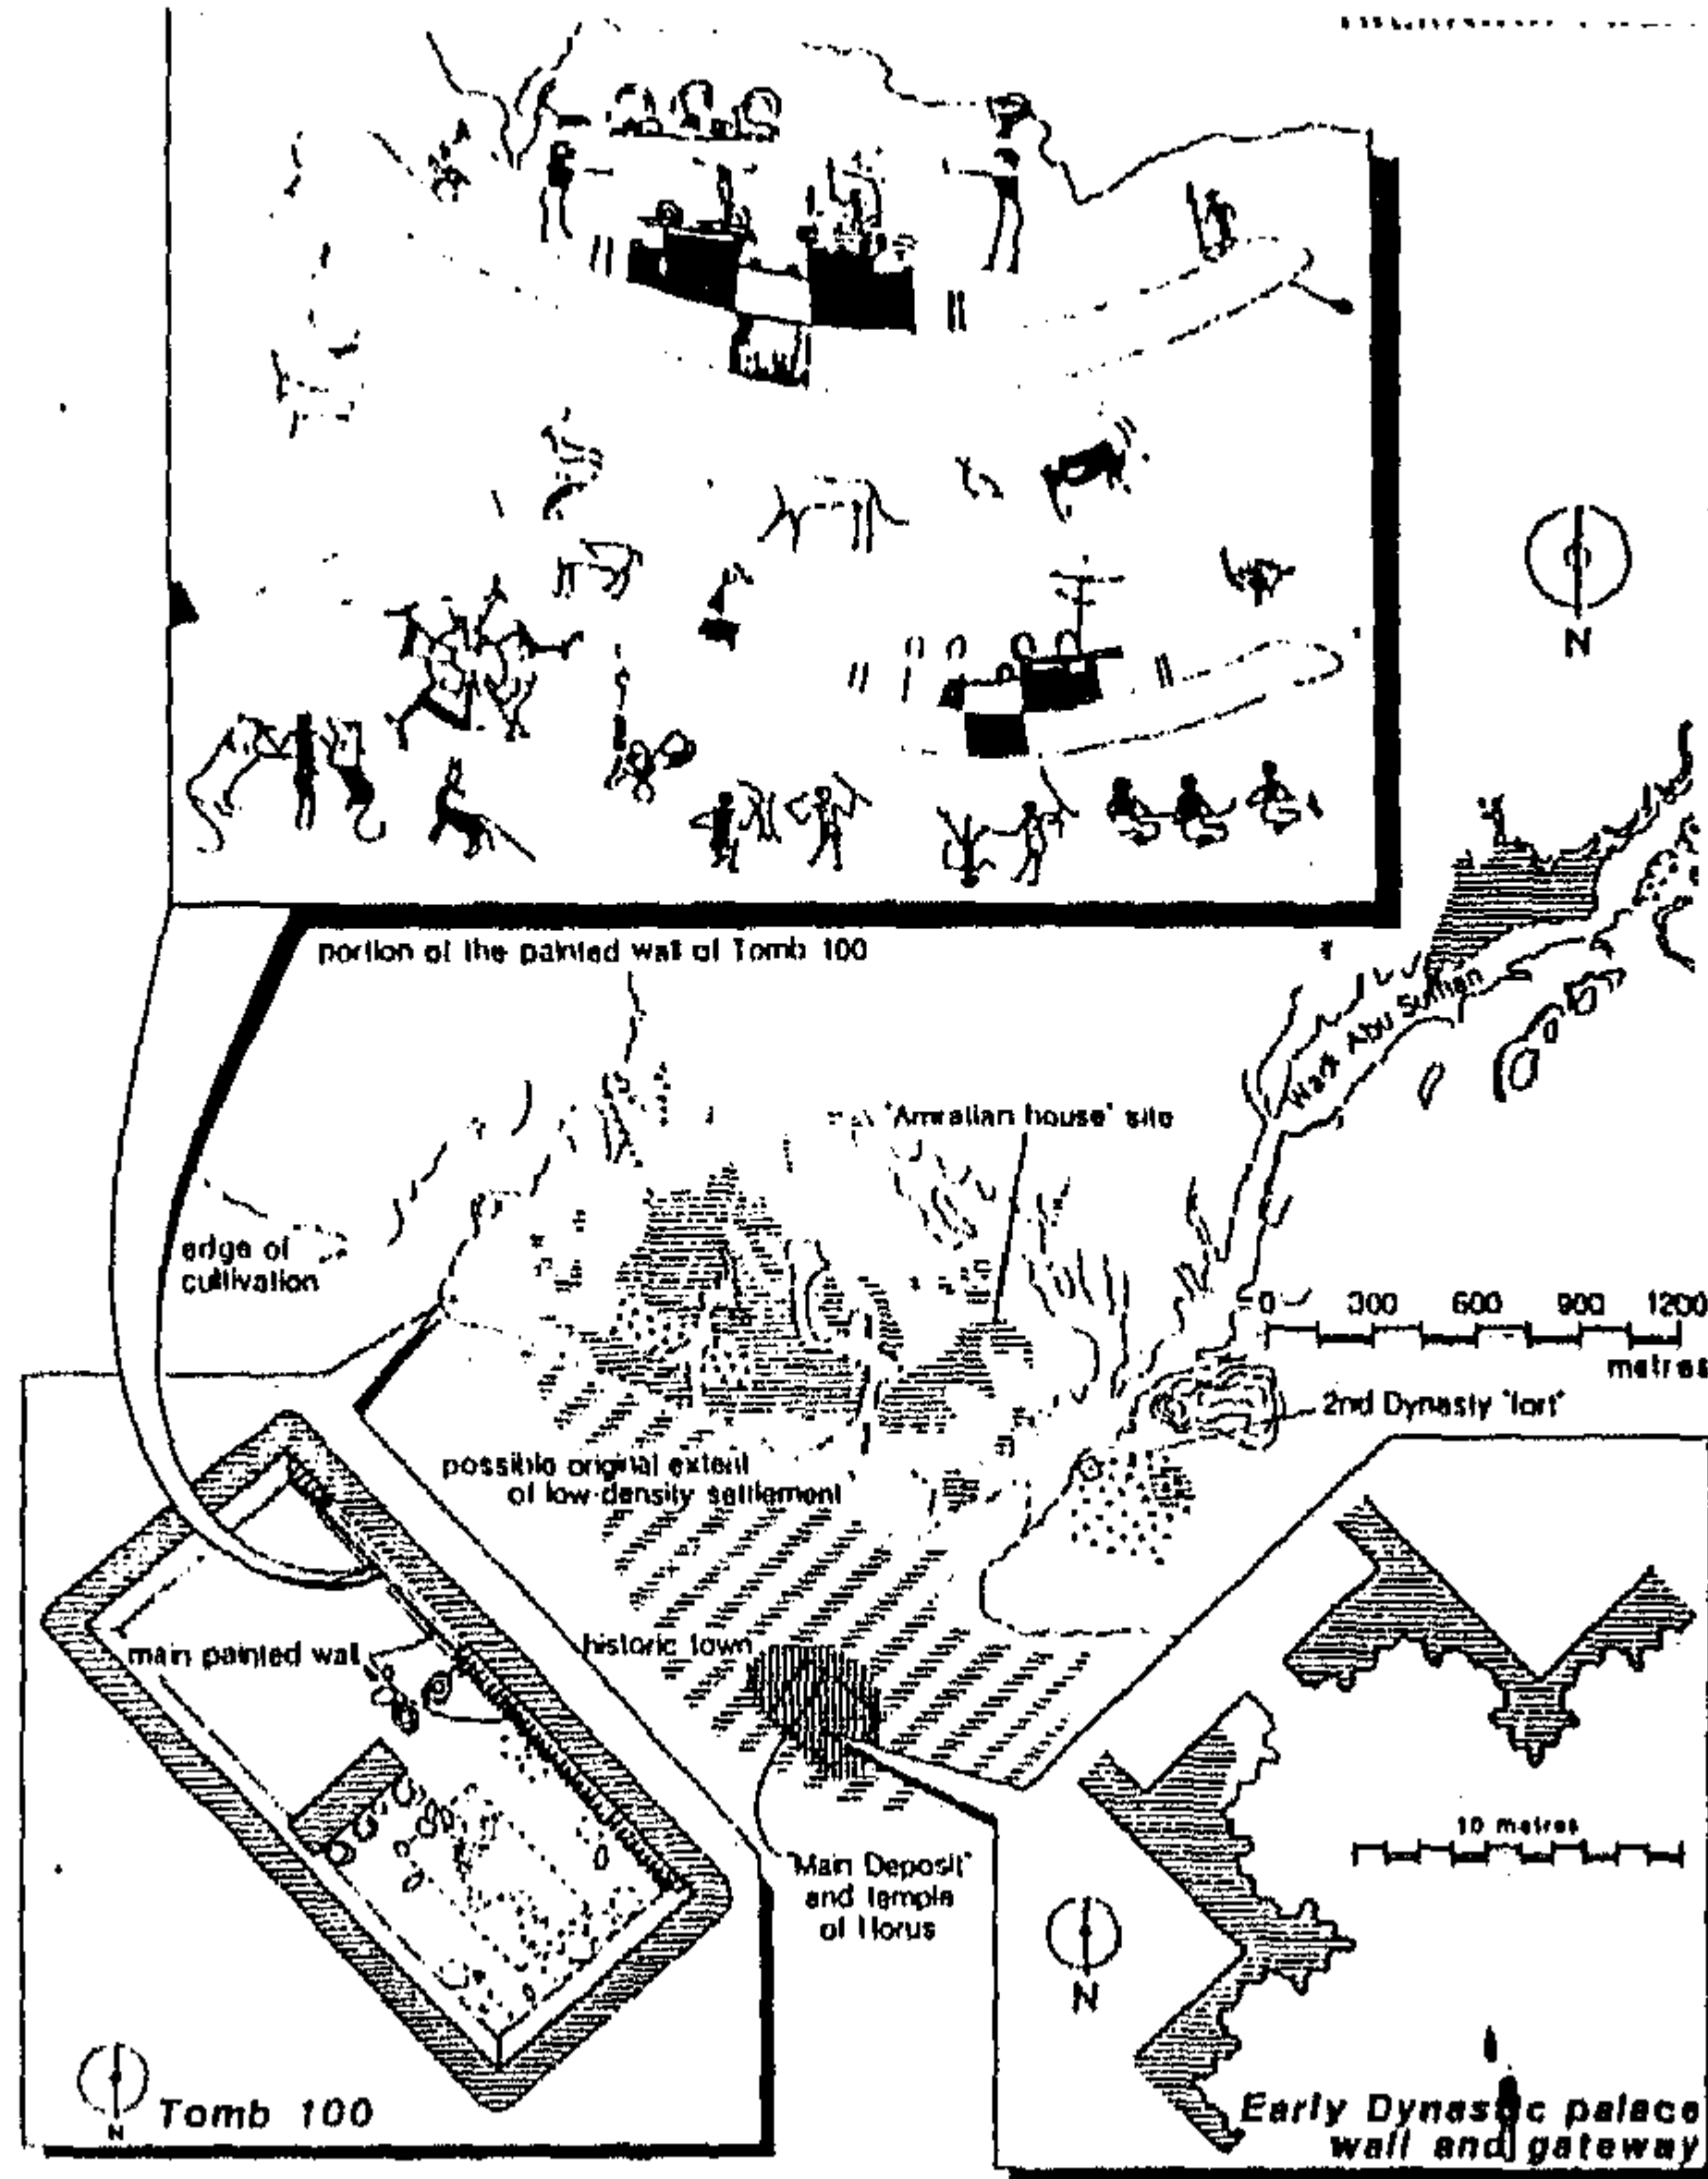 N
portion of the painted wall of Tomb 100
Wadi Abu Suffian
'Amratian house' site
edge of
cultivation
0 300 600 900 1200
metres
2nd Dynasty 'fort'
possible original extent
of low-density settlement
historic town
main painted wall
10 metres
'Main Deposit'
and temple
of Horus
N
N
Tomb 100
Early Dynastic palace
wall and gateway